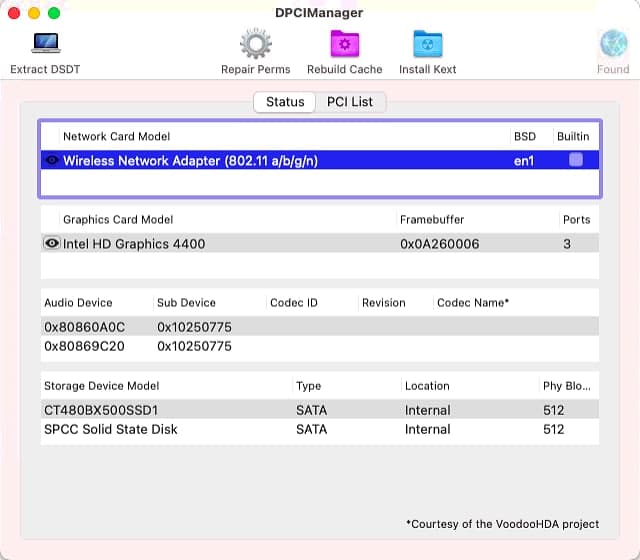 DPCIManager
Extract DSDT Repair Perms Rebuild Cache Install Kext Found
Status PCI List
Network Card Model BSD Builtin
Wireless Network Adapter (802.11 a/b/g/n) en1
Graphics Card Model Framebuffer Ports
Intel HD Graphics 4400 0x0A260006 3
Audio Device Sub Device Codec ID Revision Codec Name*
0x80860A0C 0x10250775
0x80869C20 0x10250775
Storage Device Model Type Location Phy Blo...
CT480BX500SSD1 SATA Internal 512
SPCC Solid State Disk SATA Internal 512
*Courtesy of the VoodooHDA project